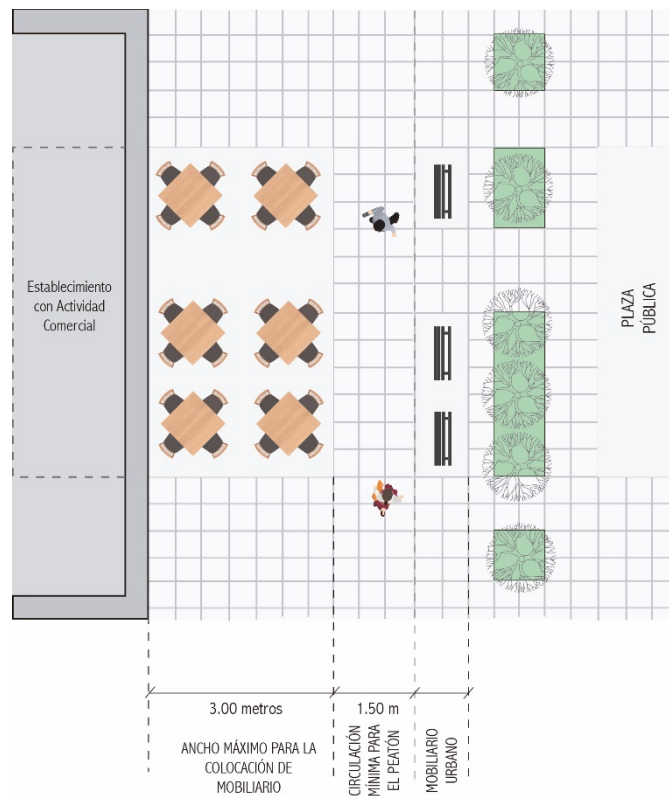 Establecimiento
con Actividad
Comercial
PLAZA
PÚBLICA
3.00 metros
1.50 m
ANCHO MÁXIMO PARA LA
COLOCACIÓN DE
MOBILIARIO
CIRCULACIÓN
MÍNIMA PARA
EL PEATÓN
MOBILIARIO
URBANO